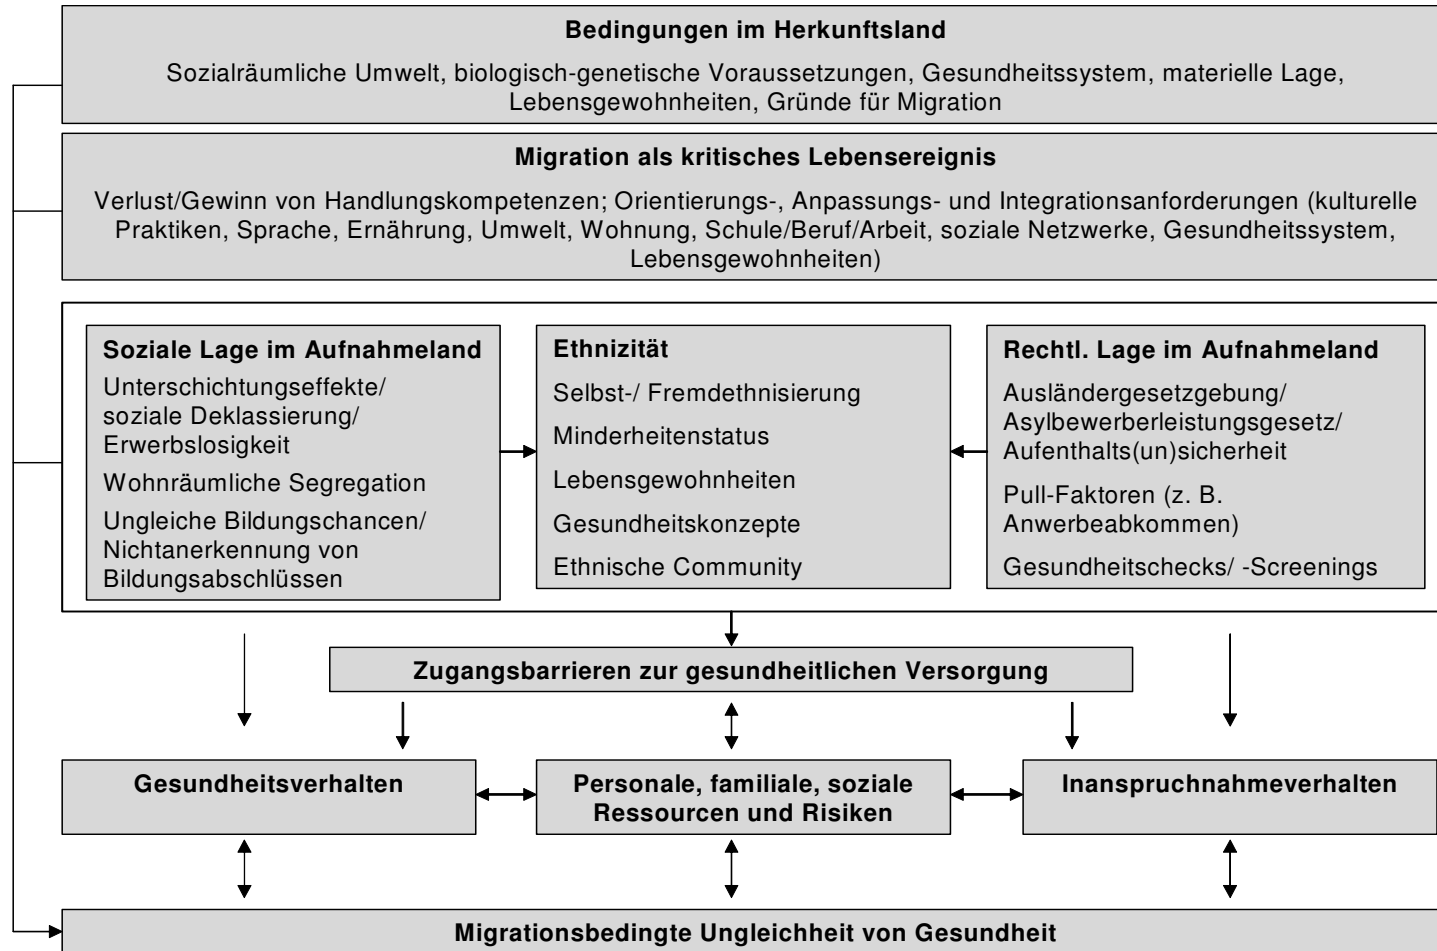 Bedingungen im Herkunftsland
Sozialräumliche Umwelt, biologisch-genetische Voraussetzungen, Gesundheitssystem, materielle Lage,
Lebensgewohnheiten, Gründe für Migration
Migration als kritisches Lebensereignis
Verlust/Gewinn von Handlungskompetenzen; Orientierungs-, Anpassungs- und Integrationsanforderungen (kulturelle
Praktiken, Sprache, Ernährung, Umwelt, Wohnung, Schule/Beruf/Arbeit, soziale Netzwerke, Gesundheitssystem,
Lebensgewohnheiten)
Soziale Lage im Aufnahmeland
Unterschichtungseffekte/
soziale Deklassierung/
Erwerbslosigkeit
Wohnräumliche Segregation
Ungleiche Bildungschancen/
Nichtanerkennung von
Bildungsabschlüssen
Ethnizität
Selbst-/ Fremdethnisierung
Minderheitenstatus
Lebensgewohnheiten
Gesundheitskonzepte
Ethnische Community
Rechtl. Lage im Aufnahmeland
Ausländergesetzgebung/
Asylbewerberleistungsgesetz/
Aufenthalts(un)sicherheit
Pull-Faktoren (z. B.
Anwerbeabkommen)
Gesundheitschecks/ -Screenings
Zugangsbarrieren zur gesundheitlichen Versorgung
Gesundheitsverhalten
Personale, familiale, soziale
Ressourcen und Risiken
Inanspruchnahmeverhalten
Migrationsbedingte Ungleichheit von Gesundheit